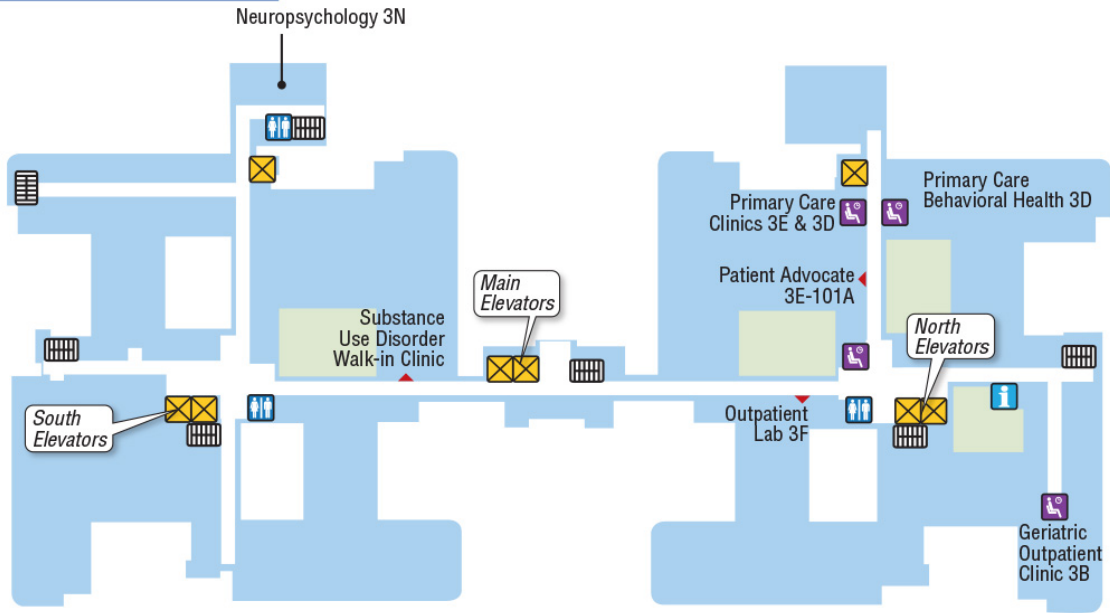 Neuropsychology 3N
Primary Care
Behavioral Health 3D
Primary Care
Clinics 3E & 3D
Patient Advocate
3E-101A
Main
Elevators
Substance
Use Disorder
Walk-in Clinic
North
Elevators
South
Elevators
Outpatient
Lab 3F
i
Geriatric
Outpatient
Clinic 3B